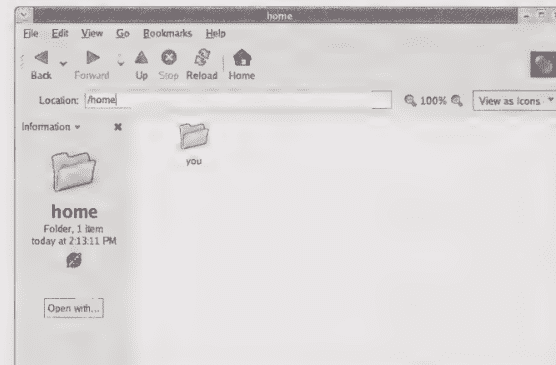 home
File Edit View Go Bookmarks Help
Back Forward Up Stop Reload Home
Location: /home 100% View as Icons
Information
you
home
Folder, 1 item
today at 2:13:11 PM
Open with...